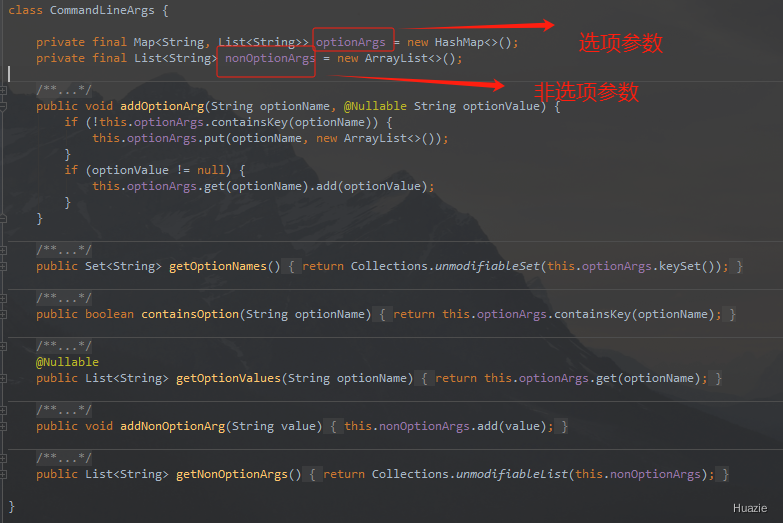 class CommandLineArgs {
private final Map<String, List<String>> optionArgs = new HashMap<>();
选项参数
private final List<String> nonOptionArgs = new ArrayList<>();
/**...*/
非选项参数
public void addOptionArg(String optionName, @Nullable String optionValue) {
if (!this.optionArgs.containsKey(optionName)) {
this.optionArgs.put(optionName, new ArrayList<>());
}
if (optionValue != null) {
this.optionArgs.get(optionName).add(optionValue);
}
}
/**...*/
public Set<String> getOptionNames() { return Collections.unmodifiableSet(this.optionArgs.keySet()); }
/**...*/
public boolean containsOption(String optionName) { return this.optionArgs.containsKey(optionName); }
/**...*/
@Nullable
public List<String> getOptionValues(String optionName) { return this.optionArgs.get(optionName); }
/**...*/
public void addNonOptionArg(String value) { this.nonOptionArgs.add(value); }
/**...*/
public List<String> getNonOptionArgs() { return Collections.unmodifiableList(this.nonOptionArgs); }
}
Huazie